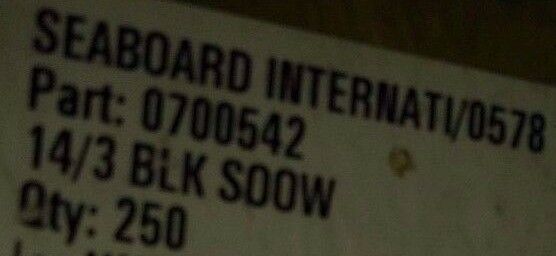 SEABOARD INTERNATI/0578
Part: 0700542
14/3 BLK SOOW
Qty: 250